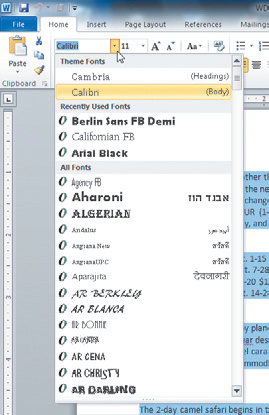 WD
File Home Insert Page Layout References Mailings
Paste
Clipboard
Calibri 11 A A Aa
Theme Fonts
Cambria (Headings)
Calibri (Body)
Recently Used Fonts
Berlin Sans FB Demi
Californian FB
Arial Black
All Fonts
Agency FB
Aharoni אבגד הוז
ALGERIAN
Andalus
Angsana New
AngsanaUPC
Aparajita देवनागरी
AR BERKLEY
AR BLANCA
AR BONNIE
AR CENA
AR CHRISTY
AR DARLING
The 2-day camel safari begins in t